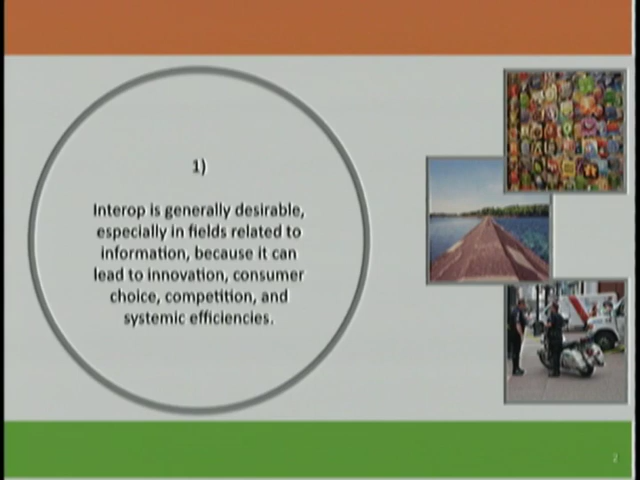 1)
Interop is generally desirable,
especially in fields related to
information, because it can
lead to innovation, consumer
choice, competition, and
systemic efficiencies.
2